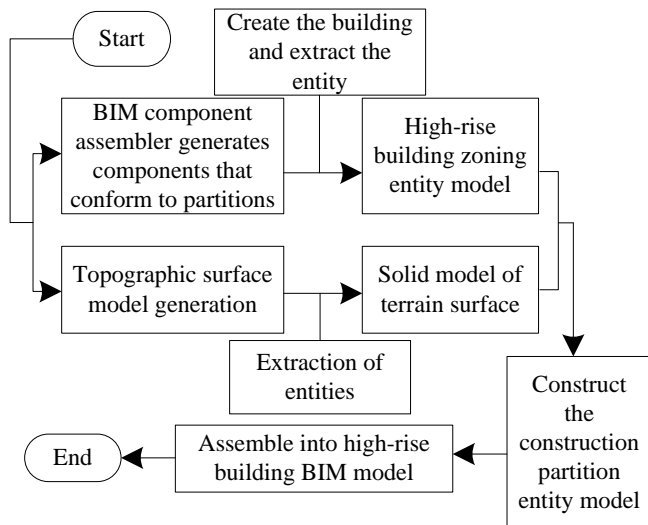 Start
Create the building
and extract the
entity
BIM component
assembler generates
components that
conform to partitions
High-rise
building zoning
entity model
Topographic surface
model generation
Solid model of
terrain surface
Extraction of
entities
Construct
the
construction
partition
entity model
Assemble into high-rise
building BIM model
End